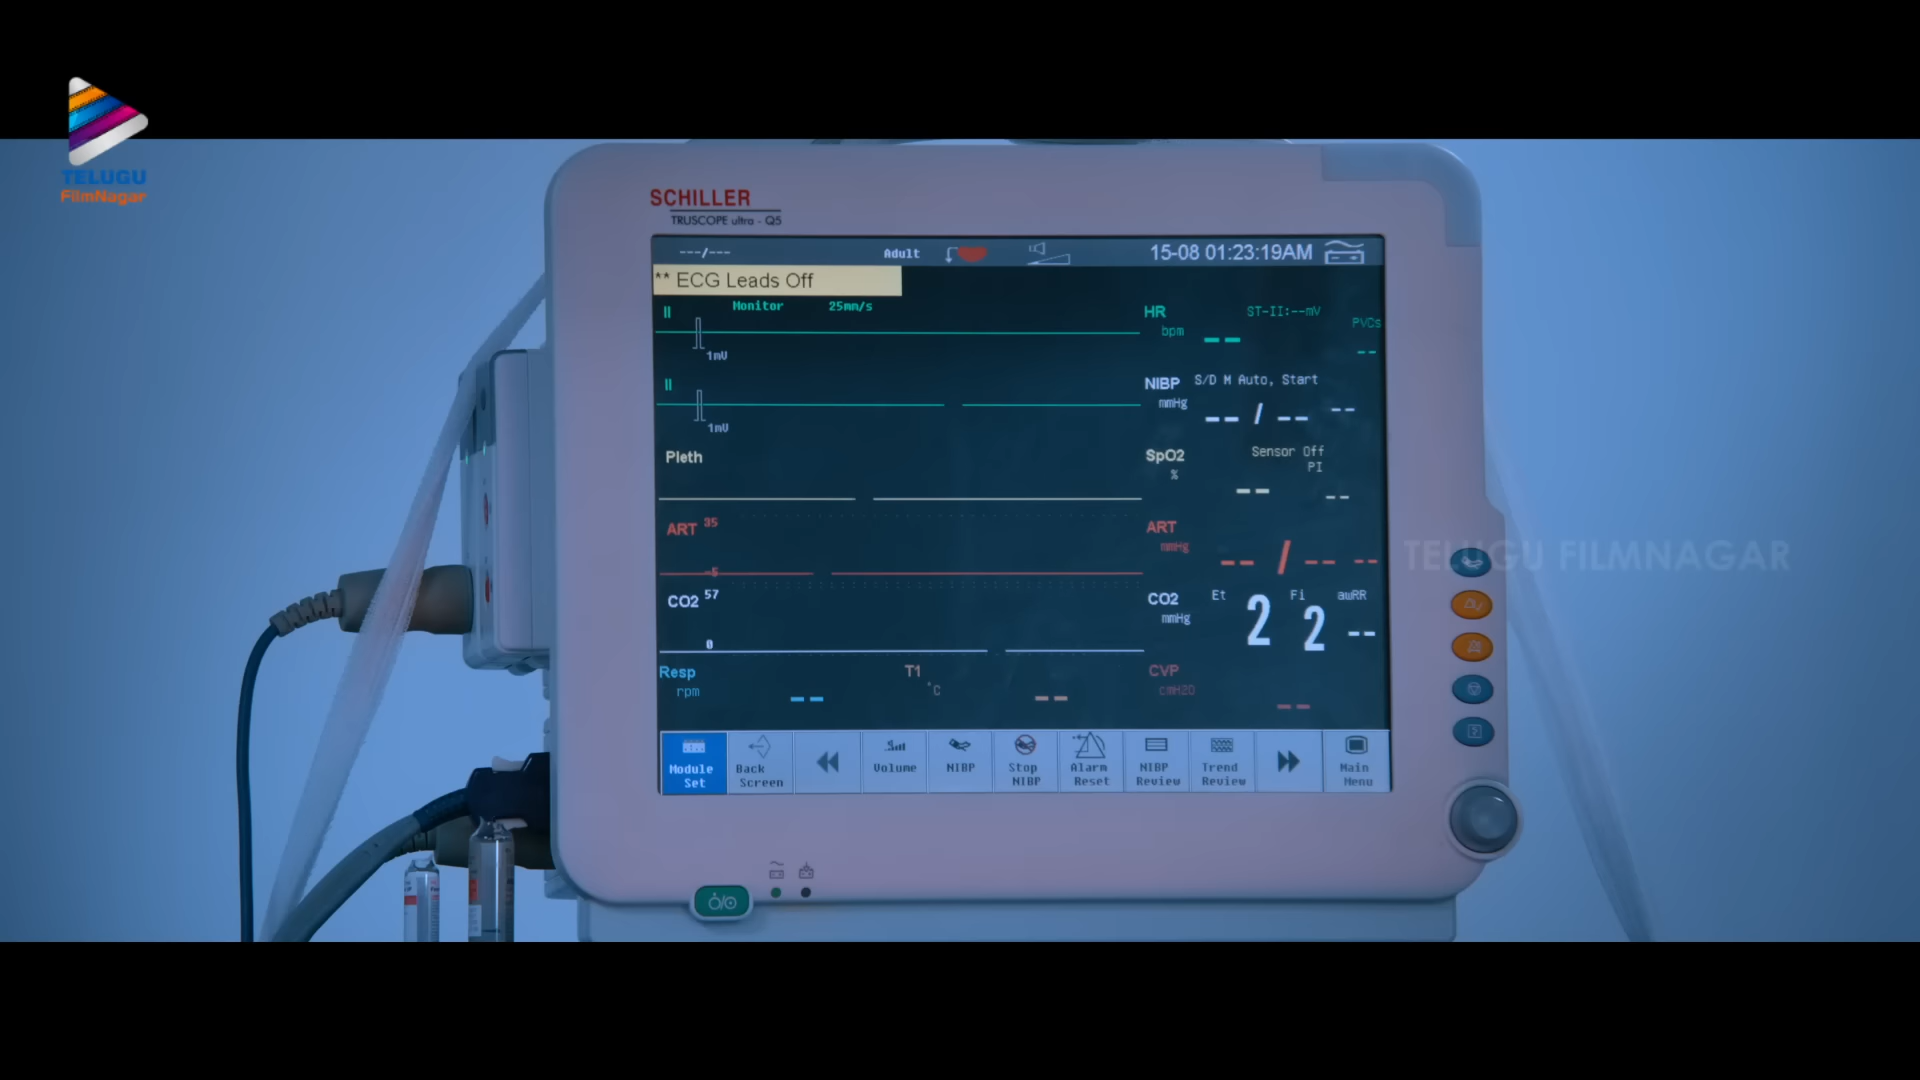 TELUGU
FilmNagar
SCHILLER
TRUSCOPE ultra - Q5
---/---
Adult
15-08 01:23:19AM
** ECG Leads Off
II Monitor 25mm/s
1mV
HR
bpm
--
ST-II:--mV
PVCs
--
II
1mV
NIBP S/D M Auto, Start
mmHg
-- / -- --
Pleth
SpO2 Sensor Off
% PI
-- --
ART 35
-5
ART
mmHg
-- / -- --
CO2 57
0
CO2 Et 2 Fi 2 awRR --
mmHg
Resp
rpm
--
T1
°C
--
CVP
cmH2O
--
TELUGU FILMNAGAR
Module
Set
Back
Screen
Volume
NIBP
Stop
NIBP
Alarm
Reset
NIBP
Review
Trend
Review
Main
Menu